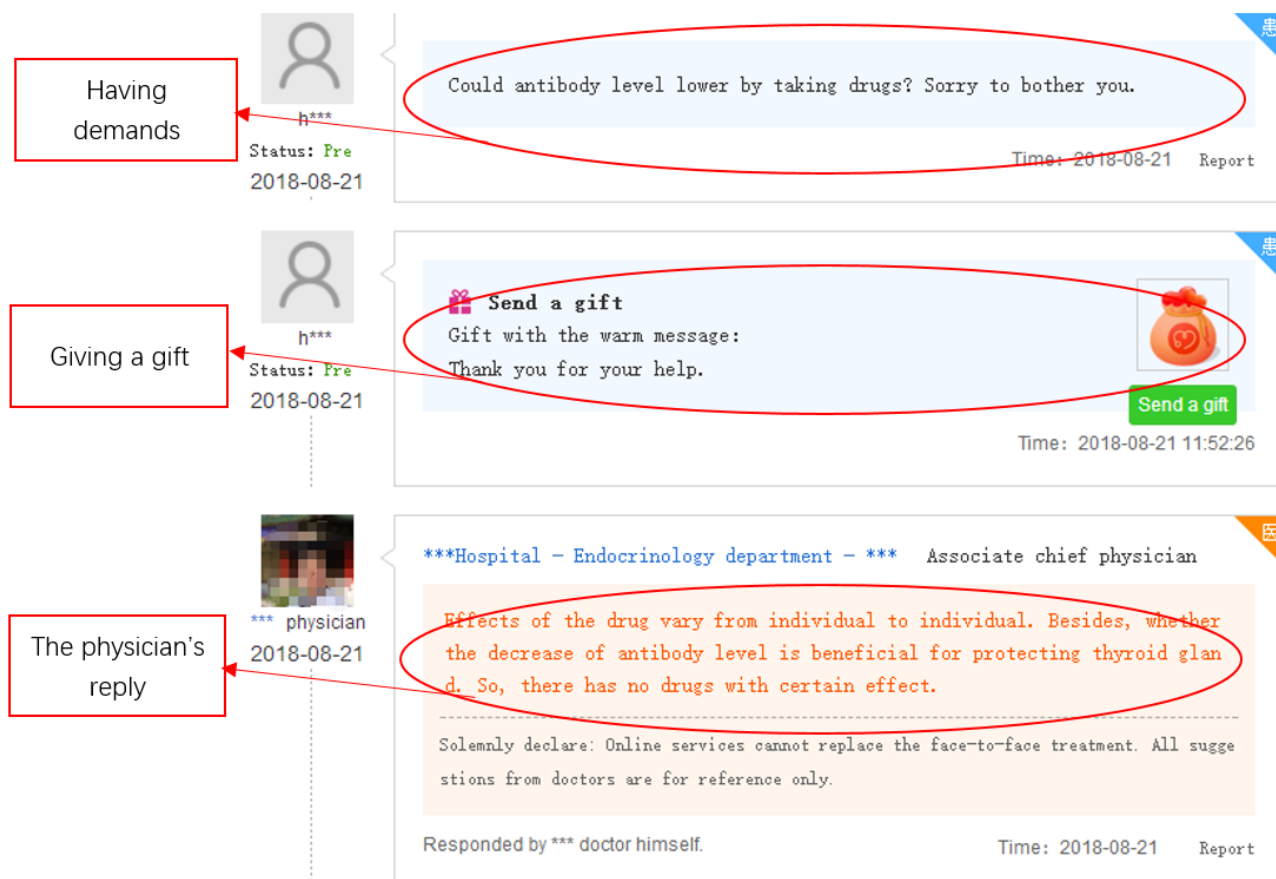 患
Having
demands
Could antibody level lower by taking drugs? Sorry to bother you.
h***
Status: Pre
2018-08-21
Time: 2018-08-21 Report
患
Giving a gift
Send a gift
Gift with the warm message:
Thank you for your help.
h***
Status: Pre
2018-08-21
Send a gift
Time: 2018-08-21 11:52:26
医
***Hospital - Endocrinology department - *** Associate chief physician
The physician's
reply
*** physician
2018-08-21
Effects of the drug vary from individual to individual. Besides, whether
the decrease of antibody level is beneficial for protecting thyroid glan
d. So, there has no drugs with certain effect.
Solemnly declare: Online services cannot replace the face-to-face treatment. All sugge
stions from doctors are for reference only.
Responded by *** doctor himself.
Time: 2018-08-21 Report